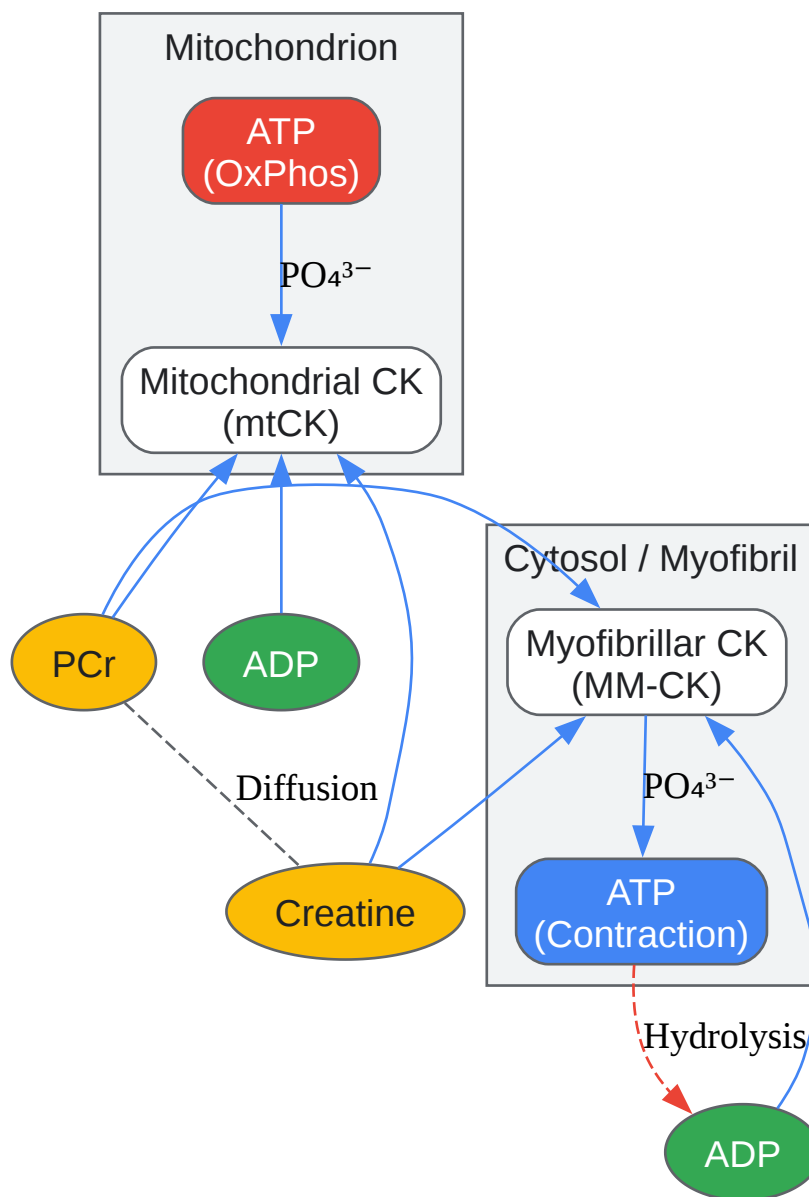 Mitochondrion
ATP
(OxPhos)
PO₄³⁻
Mitochondrial CK
(mtCK)
Cytosol / Myofibril
PCr
ADP
Myofibrillar CK
(MM-CK)
Diffusion
PO₄³⁻
Creatine
ATP
(Contraction)
Hydrolysis
ADP